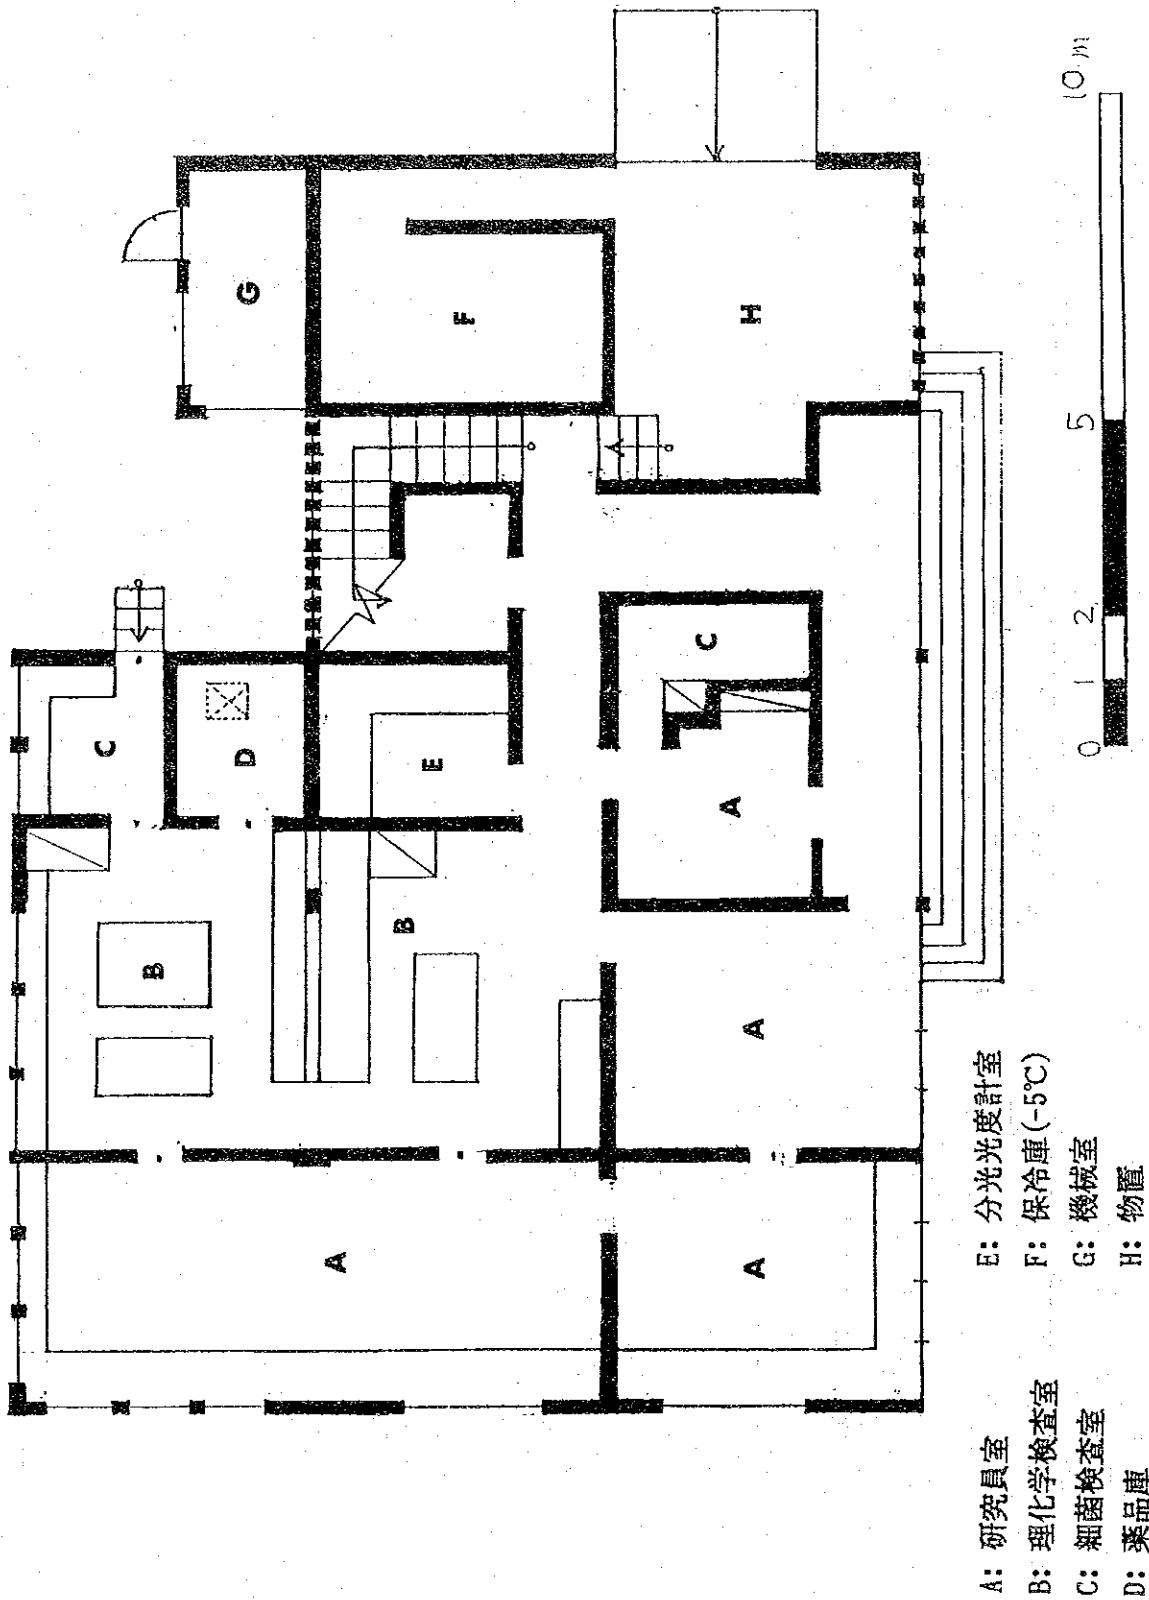 C
B
D
G
A
B
E
F
C
A
A
A
H
A: 研究員室
B: 理化学検査室
C: 細菌検査室
D: 薬品庫
E: 分光光度計室
F: 保冷庫(-5℃)
G: 機械室
H: 物置
0 1 2 5 10 m